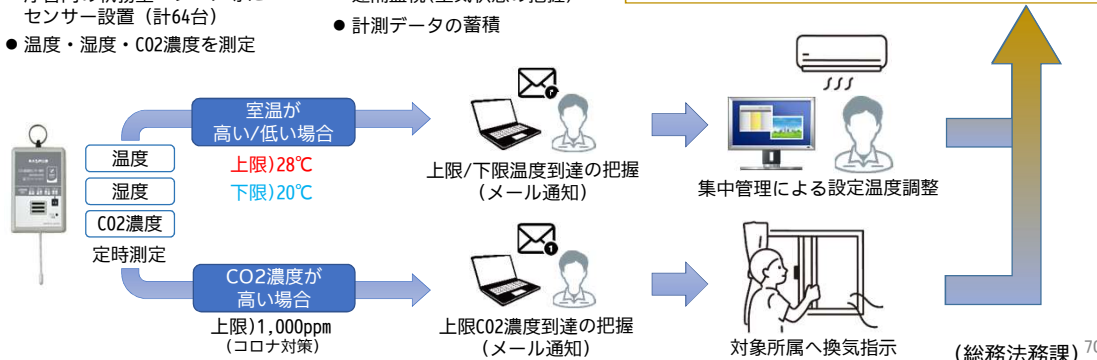 センサー設置（計64台）
● 温度・湿度・CO2濃度を測定
● 計測データの蓄積
温度
湿度
CO2濃度
定時測定
室温が
高い/低い場合
上限)28℃
下限)20℃
上限/下限温度到達の把握
(メール通知)
集中管理による設定温度調整
CO2濃度が
高い場合
上限)1,000ppm
(コロナ対策)
上限CO2濃度到達の把握
(メール通知)
対象所属へ換気指示
(総務法務課)
70